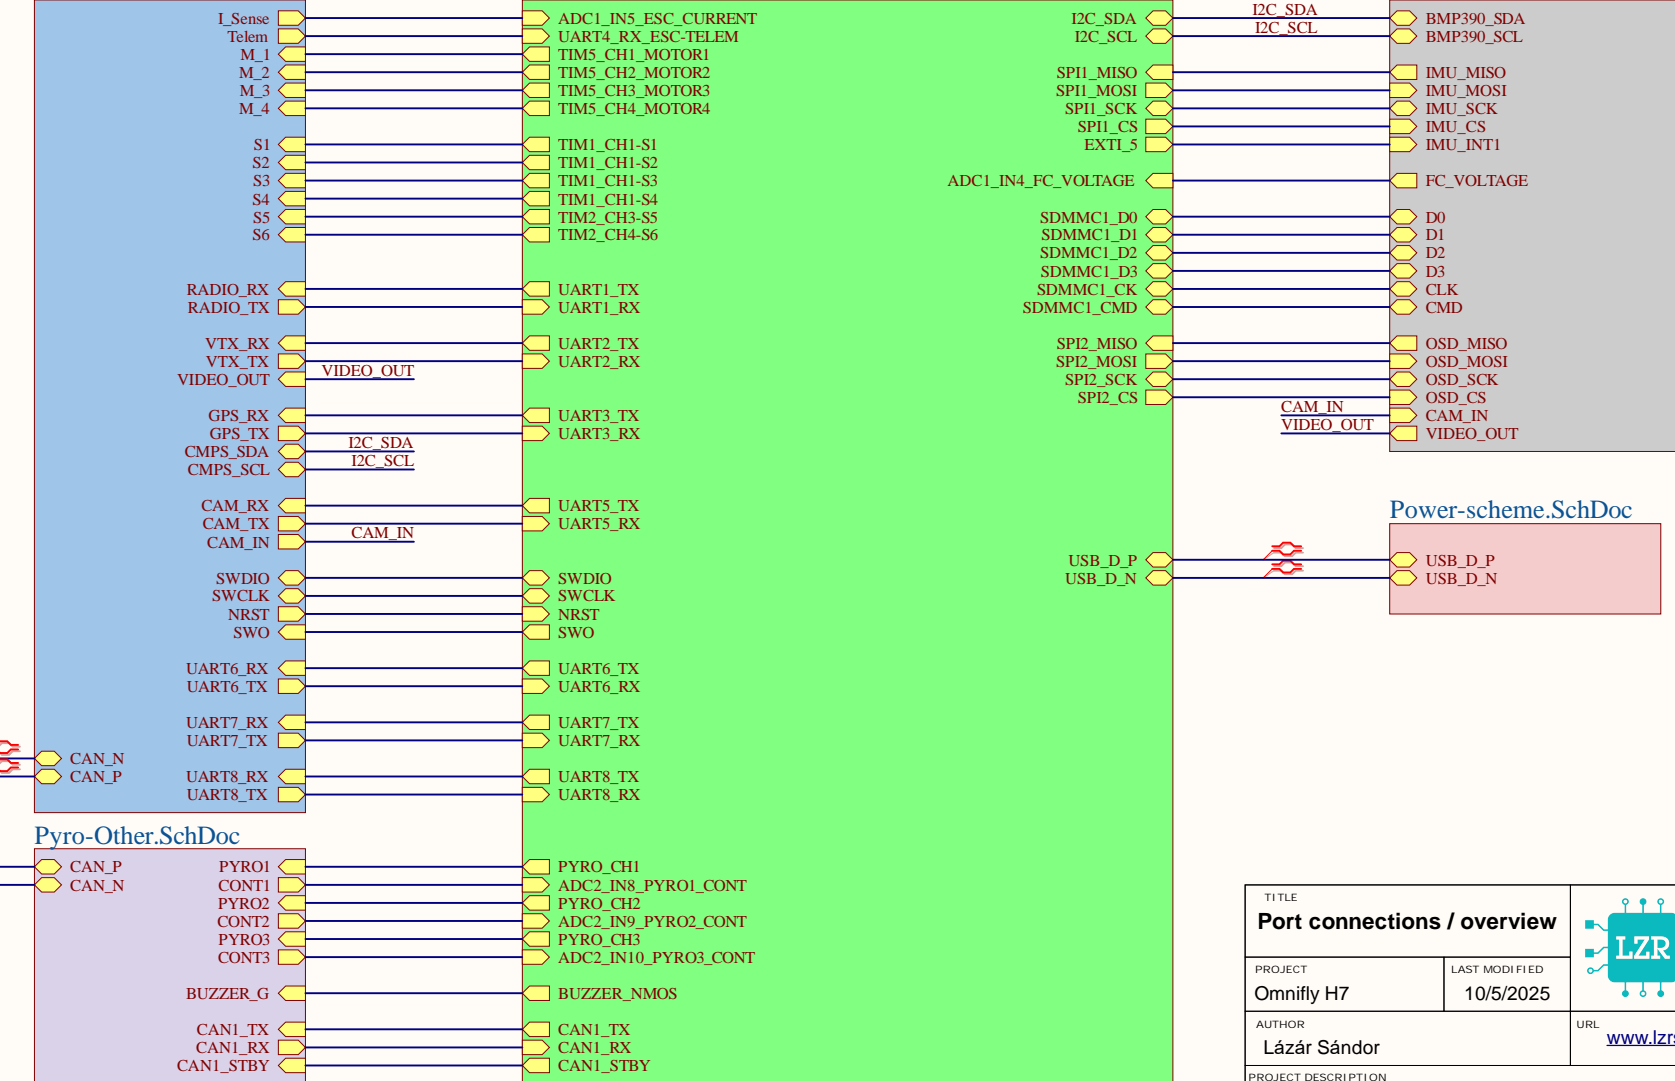 I_Sense
Telem
M_1
M_2
M_3
M_4
S1
S2
S3
S4
S5
S6
RADIO_RX
RADIO_TX
VTX_RX
VTX_TX
VIDEO_OUT
GPS_RX
GPS_TX
CMPS_SDA
CMPS_SCL
CAM_RX
CAM_TX
CAM_IN
SWDIO
SWCLK
NRST
SWO
UART6_RX
UART6_TX
UART7_RX
UART7_TX
UART8_RX
UART8_TX
CAN_N
CAN_P
VIDEO_OUT
I2C_SDA
I2C_SCL
CAM_IN
Pyro-Other.SchDoc
CAN_P
CAN_N
PYRO1
CONT1
PYRO2
CONT2
PYRO3
CONT3
BUZZER_G
CAN1_TX
CAN1_RX
CAN1_STBY
ADC1_IN5_ESC_CURRENT
UART4_RX_ESC-TELEM
TIM5_CH1_MOTOR1
TIM5_CH2_MOTOR2
TIM5_CH3_MOTOR3
TIM5_CH4_MOTOR4
TIM1_CH1-S1
TIM1_CH1-S2
TIM1_CH1-S3
TIM1_CH1-S4
TIM2_CH3-S5
TIM2_CH4-S6
UART1_TX
UART1_RX
UART2_TX
UART2_RX
UART3_TX
UART3_RX
UART5_TX
UART5_RX
SWDIO
SWCLK
NRST
SWO
UART6_TX
UART6_RX
UART7_TX
UART7_RX
UART8_TX
UART8_RX
PYRO_CH1
ADC2_IN8_PYRO1_CONT
PYRO_CH2
ADC2_IN9_PYRO2_CONT
PYRO_CH3
ADC2_IN10_PYRO3_CONT
BUZZER_NMOS
CAN1_TX
CAN1_RX
CAN1_STBY
I2C_SDA
I2C_SCL
SPI1_MISO
SPI1_MOSI
SPI1_SCK
SPI1_CS
EXTI_5
ADC1_IN4_FC_VOLTAGE
SDMMC1_D0
SDMMC1_D1
SDMMC1_D2
SDMMC1_D3
SDMMC1_CK
SDMMC1_CMD
SPI2_MISO
SPI2_MOSI
SPI2_SCK
SPI2_CS
USB_D_P
USB_D_N
I2C_SDA
I2C_SCL
CAM_IN
VIDEO_OUT
BMP390_SDA
BMP390_SCL
IMU_MISO
IMU_MOSI
IMU_SCK
IMU_CS
IMU_INT1
FC_VOLTAGE
D0
D1
D2
D3
CLK
CMD
OSD_MISO
OSD_MOSI
OSD_SCK
OSD_CS
CAM_IN
VIDEO_OUT
Power-scheme.SchDoc
USB_D_P
USB_D_N
TITLE
Port connections / overview
LZR
PROJECT
Omnifly H7
LAST MODIFIED
10/5/2025
AUTHOR
Lázár Sándor
URL
www.lzrs
PROJECT DESCRIPTION